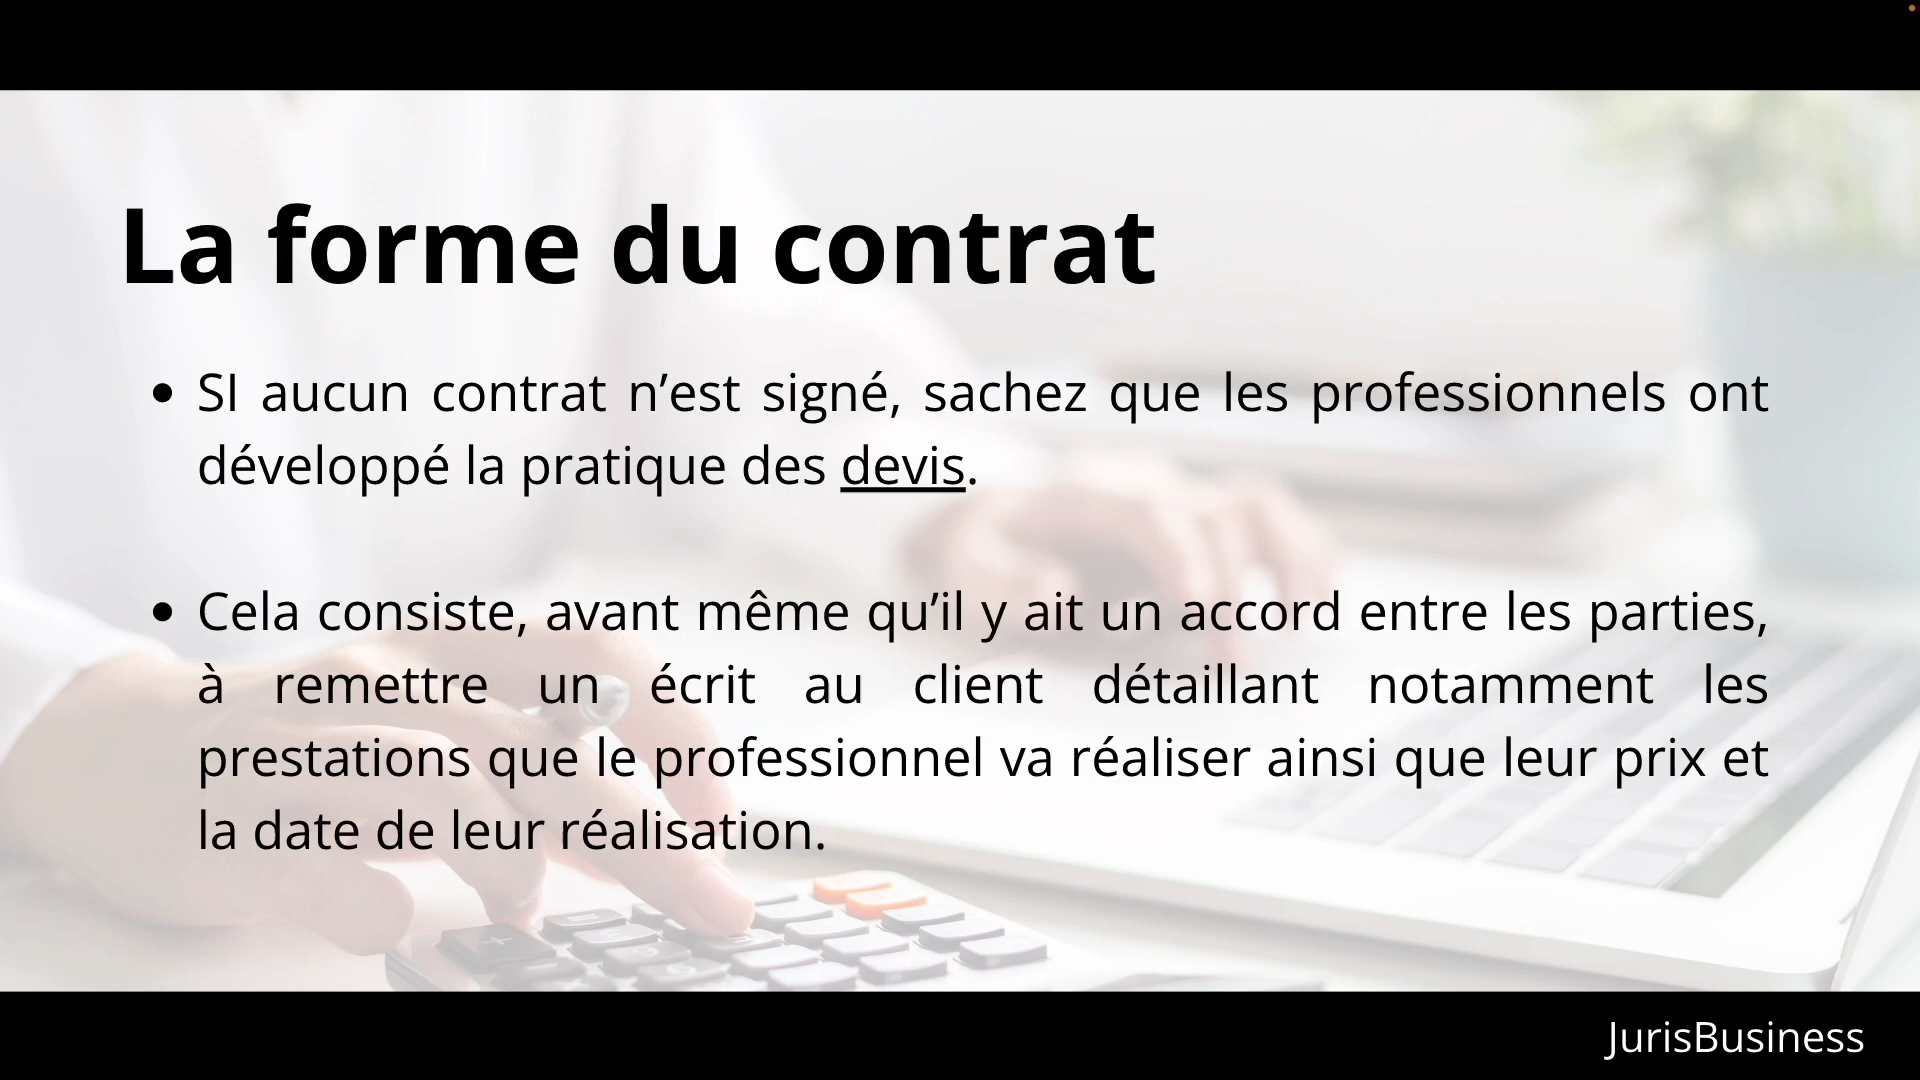 La forme du contrat
SI aucun contrat n’est signé, sachez que les professionnels ont
développé la pratique des devis.
Cela consiste, avant même qu’il y ait un accord entre les parties,
à remettre un écrit au client détaillant notamment les
prestations que le professionnel va réaliser ainsi que leur prix et
la date de leur réalisation.
JurisBusiness